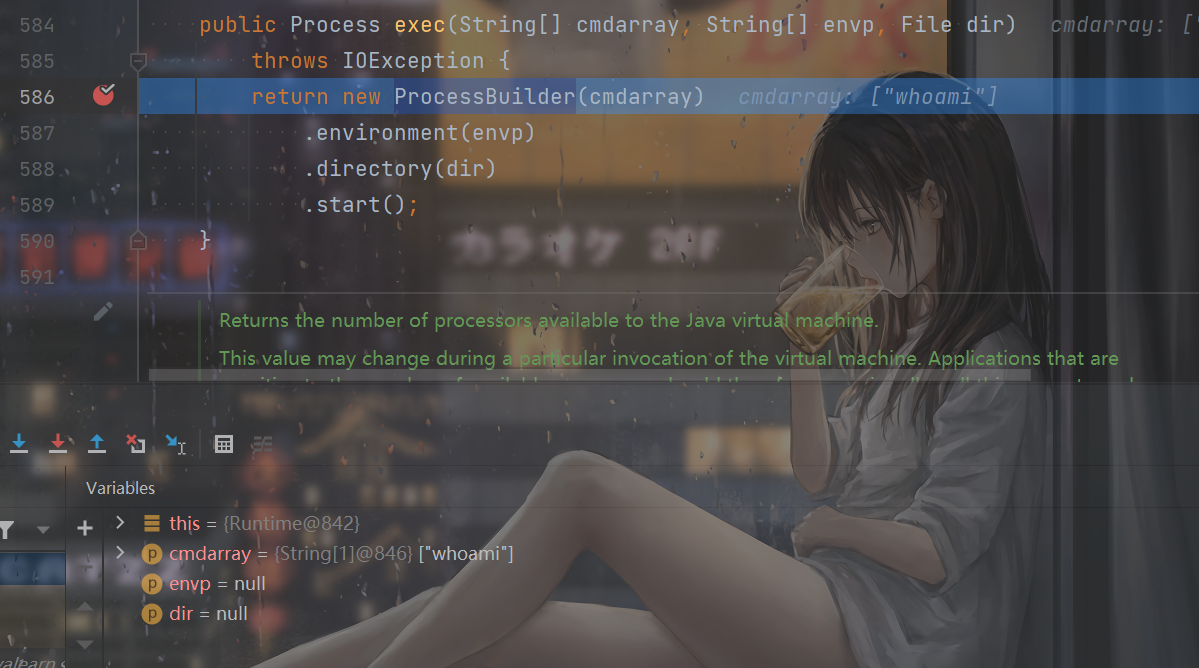 584 public Process exec(String[] cmdarray, String[] envp, File dir) cmdarray: ["
585 throws IOException {
586 return new ProcessBuilder(cmdarray) cmdarray: ["whoami"]
587 .environment(envp)
588 .directory(dir)
589 .start();
590 }
591
カラオケ 2FF
Returns the number of processors available to the Java virtual machine.
This value may change during a particular invocation of the virtual machine. Applications that are
Variables
this = {Runtime@842}
cmdarray = {String[1]@846} ["whoami"]
envp = null
dir = null